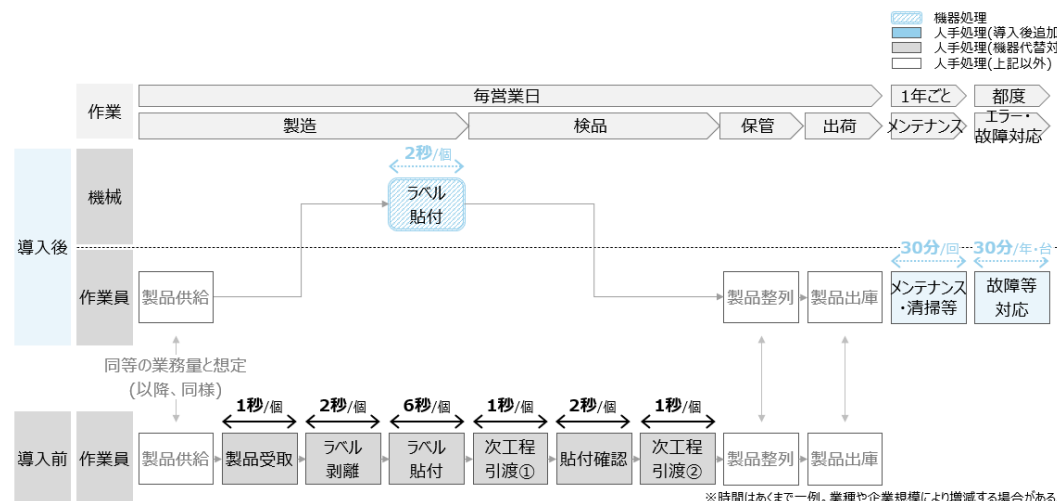 機器処理
人手処理(導入後追加
人手処理(機器代替対
人手処理(上記以外)
作業
毎営業日
1年ごと
都度
製造
検品
保管
出荷
メンテナンス
エラー・
故障対応
導入後
機械
2秒/個
ラベル
貼付
作業員
製品供給
製品整列
製品出庫
30分/回
メンテナンス
・清掃等
30分/年・台
故障等
対応
同等の業務量と想定
(以降、同様)
導入前
作業員
製品供給
1秒/個
製品受取
2秒/個
ラベル
剥離
6秒/個
ラベル
貼付
1秒/個
次工程
引渡①
2秒/個
貼付確認
1秒/個
次工程
引渡②
製品整列
製品出庫
※時間はあくまで一例。業種や企業規模により増減する場合がある